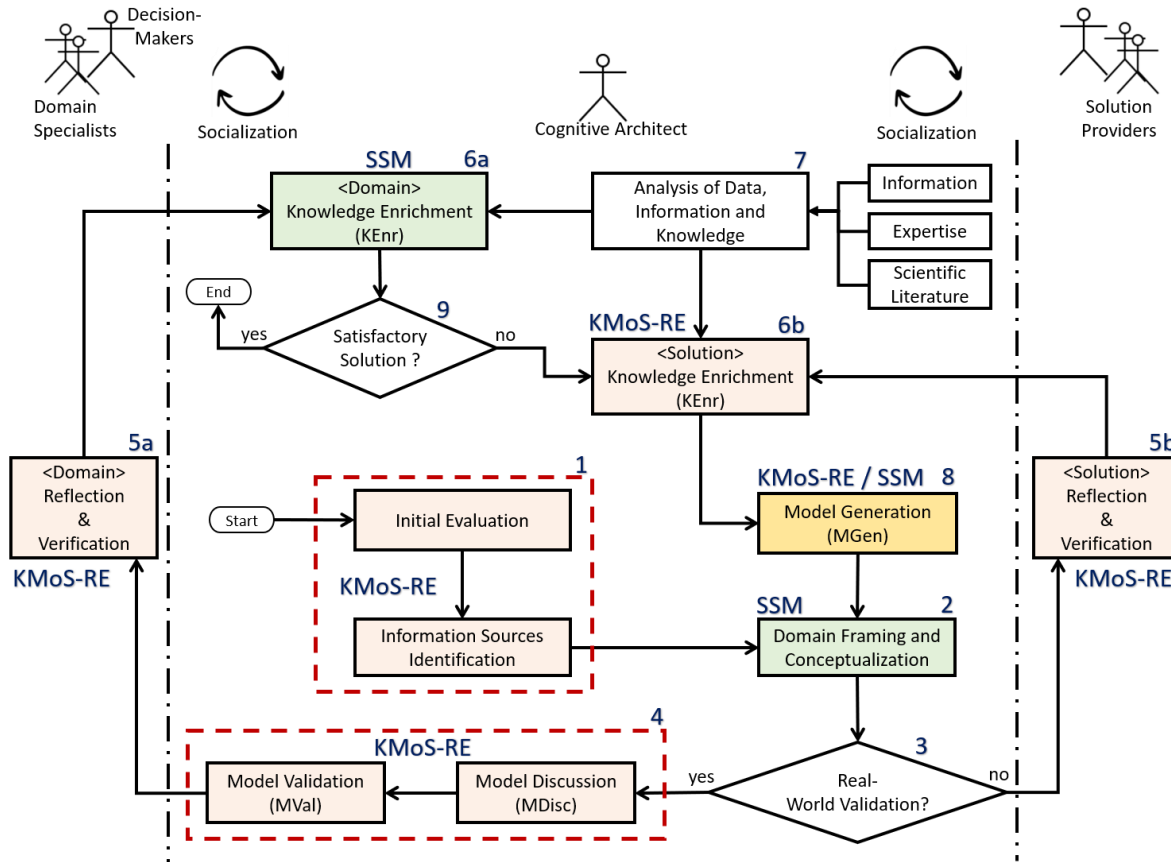 Decision-
Makers
Domain
Specialists
Socialization
Cognitive Architect
Socialization
Solution
Providers
SSM
6a
<Domain>
Knowledge Enrichment
(KEnr)
7
Analysis of Data,
Information and
Knowledge
Information
Expertise
Scientific
Literature
End
yes
9
Satisfactory
Solution ?
no
KMoS-RE
6b
<Solution>
Knowledge Enrichment
(KEnr)
5a
<Domain>
Reflection
&
Verification
KMoS-RE
1
Start
Initial Evaluation
KMoS-RE
Information Sources
Identification
KMoS-RE / SSM
8
Model Generation
(MGen)
SSM
2
Domain Framing and
Conceptualization
5b
<Solution>
Reflection
&
Verification
KMoS-RE
4
KMoS-RE
Model Validation
(MVal)
Model Discussion
(MDisc)
yes
3
Real-
World Validation?
no